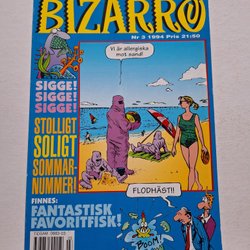 BIZARRO
Nr 3 1994 Pris 21:50
Vi är allergiska
mot sand!
SIGGE!
SIGGE!
SIGGE!
STOLLIGT
SOLIGT
SOMMAR-
NUMMER!
FLODHÄST!!
FINNES:
FANTASTISK
FAVORITFISK!
BOOM!